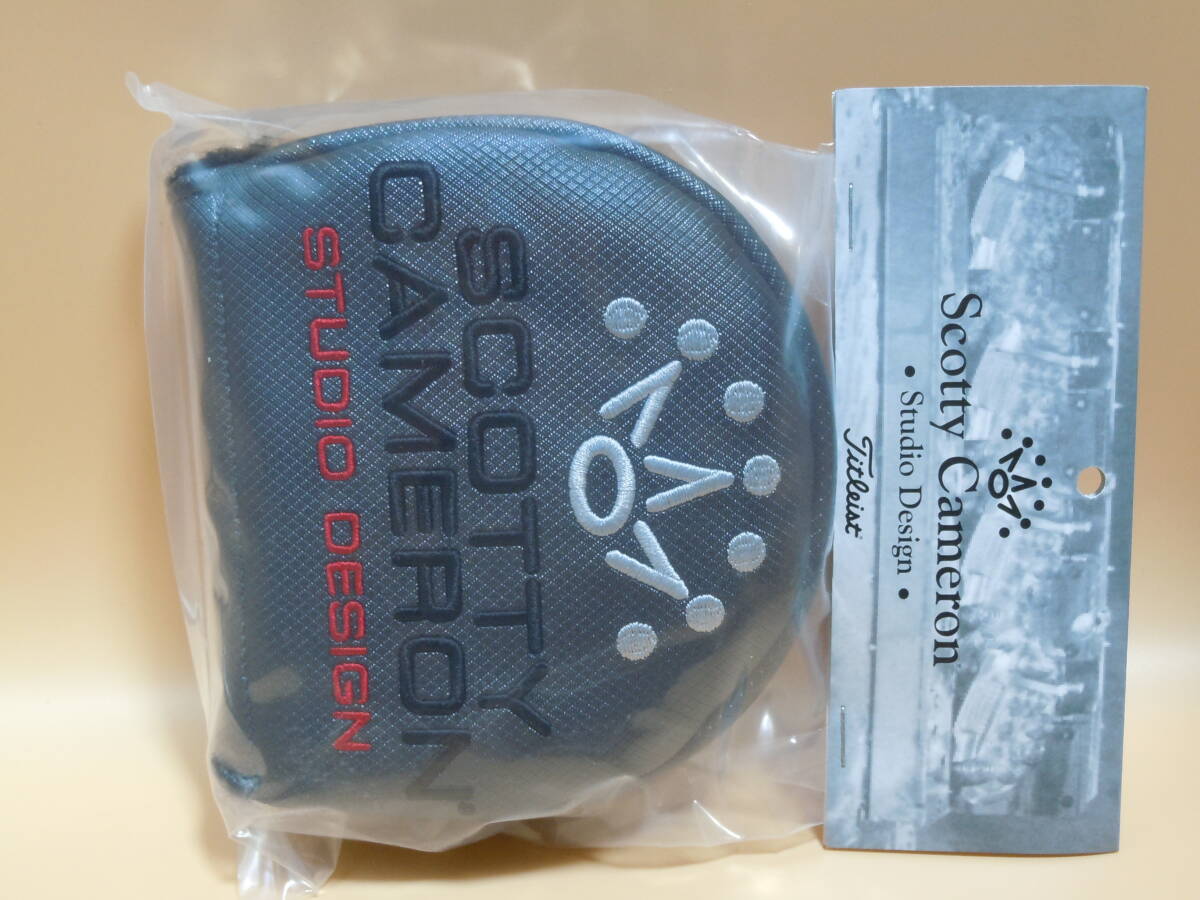 SCOTTY
CAMERON®
STUDIO DESIGN
Scotty Cameron
• Studio Design •
Titleist